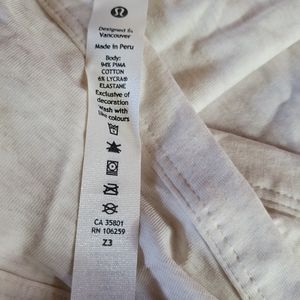 Designed in
Vancouver
Made in Peru
Body:
94% PIMA
COTTON
6% LYCRA®
ELASTANE
Exclusive of
decoration
Wash with
like colours
CA 35801
RN 106259
Z3